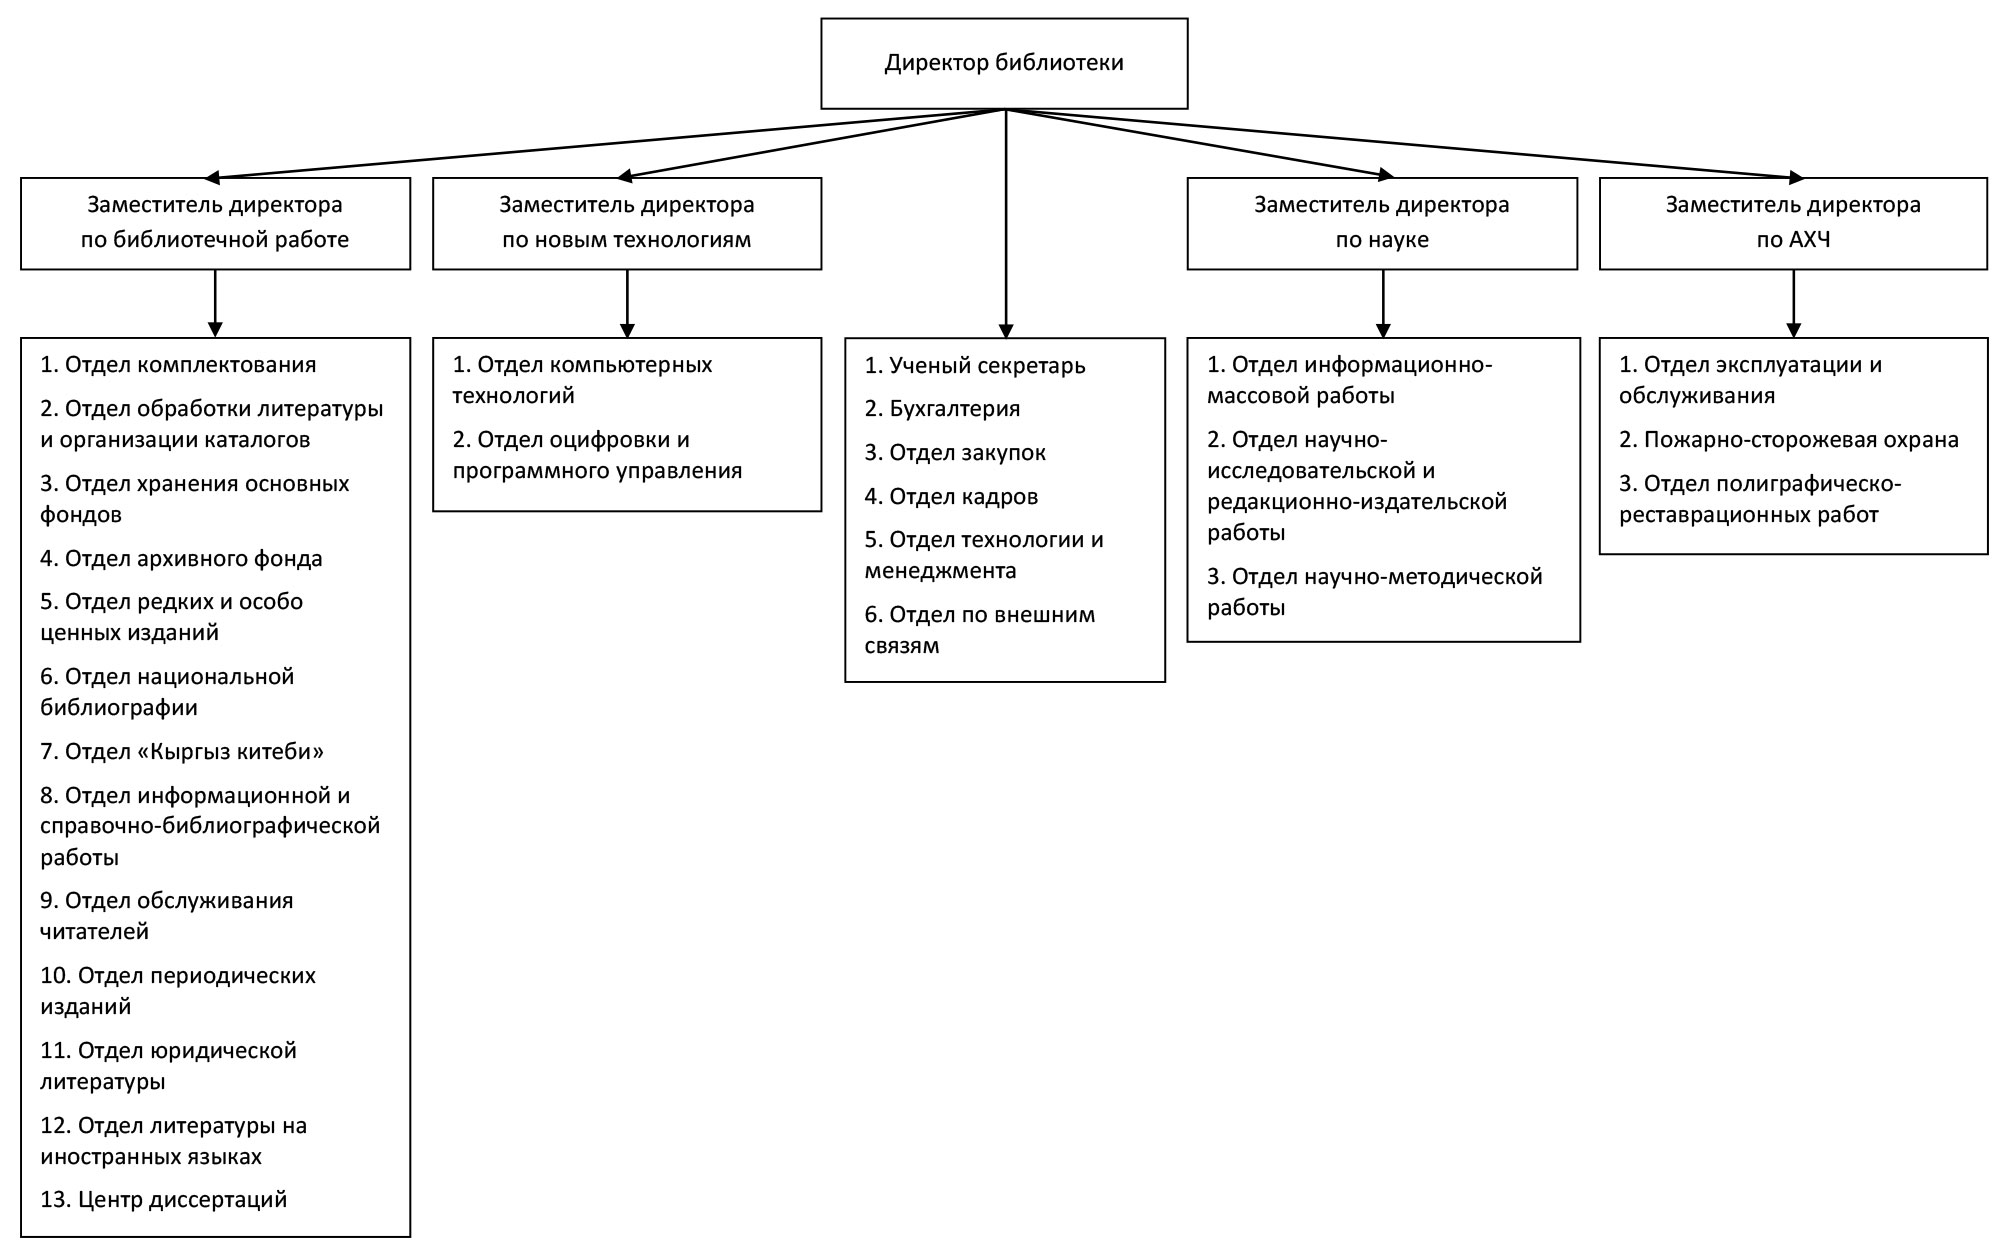 Директор библиотеки
Заместитель директора
по библиотечной работе
Заместитель директора
по новым технологиям
Заместитель директора
по науке
Заместитель директора
по АХЧ
1. Отдел комплектования
2. Отдел обработки литературы
и организации каталогов
3. Отдел хранения основных
фондов
4. Отдел архивного фонда
5. Отдел редких и особо
ценных изданий
6. Отдел национальной
библиографии
7. Отдел «Кыргыз китеби»
8. Отдел информационной и
справочно-библиографической
работы
9. Отдел обслуживания
читателей
10. Отдел периодических
изданий
11. Отдел юридической
литературы
12. Отдел литературы на
иностранных языках
13. Центр диссертаций
1. Отдел компьютерных
технологий
2. Отдел оцифровки и
программного управления
1. Ученый секретарь
2. Бухгалтерия
3. Отдел закупок
4. Отдел кадров
5. Отдел технологии и
менеджмента
6. Отдел по внешним
связям
1. Отдел информационно-
массовой работы
2. Отдел научно-
исследовательской и
редакционно-издательской
работы
3. Отдел научно-методической
работы
1. Отдел эксплуатации и
обслуживания
2. Пожарно-сторожевая охрана
3. Отдел полиграфическо-
реставрационных работ